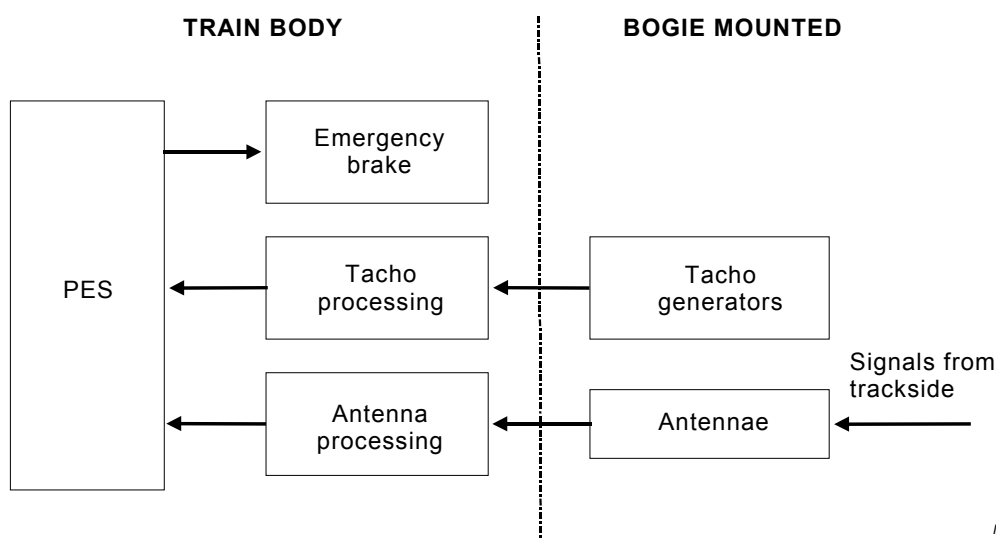 TRAIN BODY
BOGIE MOUNTED
Emergency
brake
PES
Tacho
processing
Tacho
generators
Signals from
trackside
Antenna
processing
Antennae